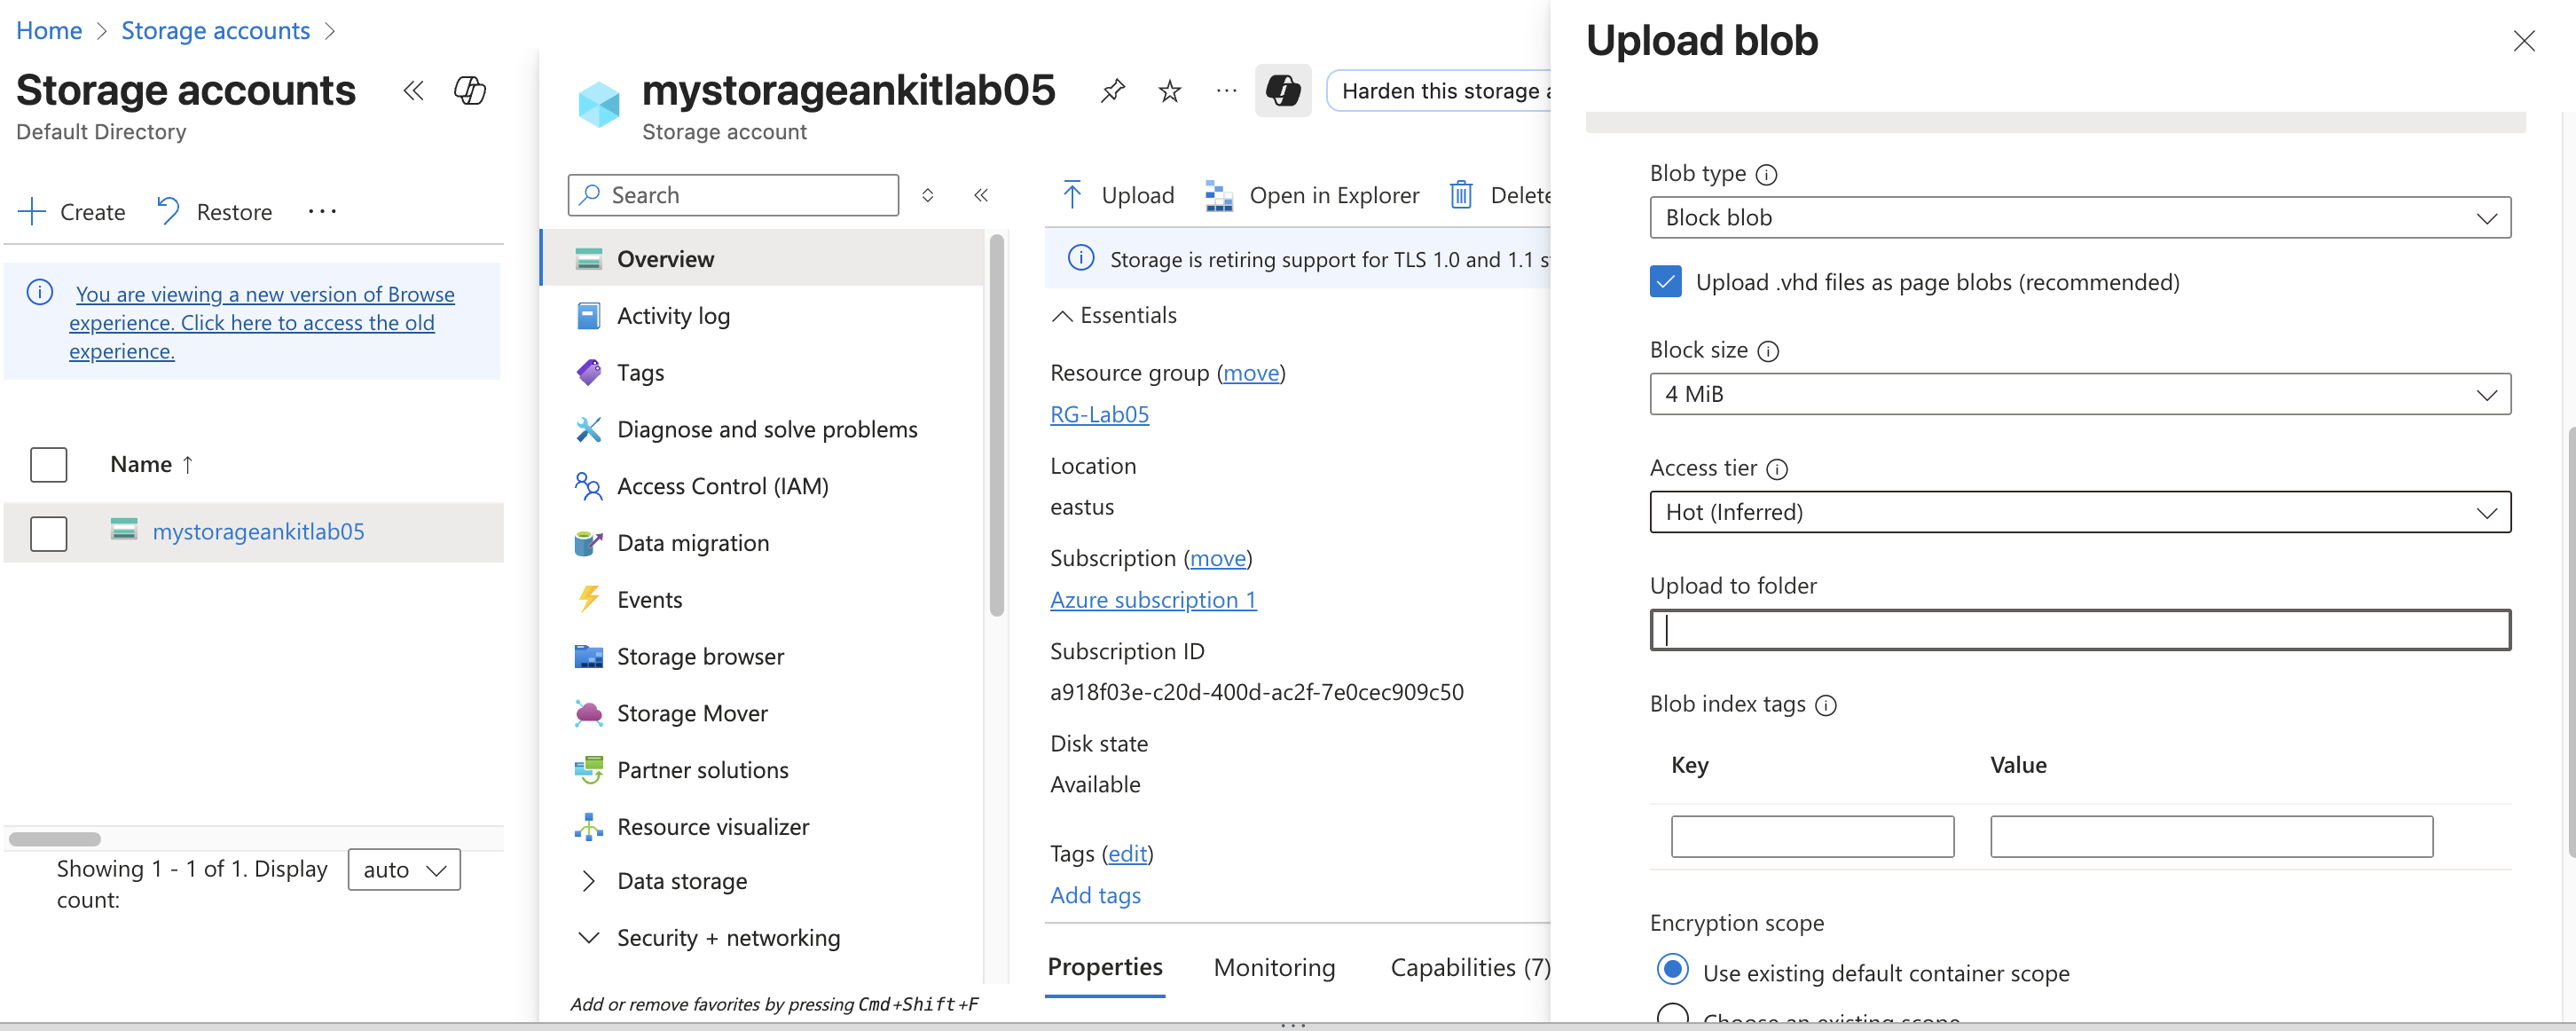 Home > Storage accounts >
Storage accounts
Default Directory
Create Restore ...
You are viewing a new version of Browse
experience. Click here to access the old
experience.
Name ↑
mystorageankitlab05
Showing 1 - 1 of 1. Display
count:
auto
mystorageankitlab05
Storage account
Harden this storage
Search
Overview
Activity log
Tags
Diagnose and solve problems
Access Control (IAM)
Data migration
Events
Storage browser
Storage Mover
Partner solutions
Resource visualizer
Data storage
Security + networking
Add or remove favorites by pressing Cmd+Shift+F
Upload Open in Explorer Delete
Storage is retiring support for TLS 1.0 and 1.1
Essentials
Resource group (move)
RG-Lab05
Location
eastus
Subscription (move)
Azure subscription 1
Subscription ID
a918f03e-c20d-400d-ac2f-7e0cec909c50
Disk state
Available
Tags (edit)
Add tags
Properties Monitoring Capabilities (7)
Upload blob
Blob type
Block blob
Upload .vhd files as page blobs (recommended)
Block size
4 MiB
Access tier
Hot (Inferred)
Upload to folder
Blob index tags
Key Value
Encryption scope
Use existing default container scope
Choose an existing scope